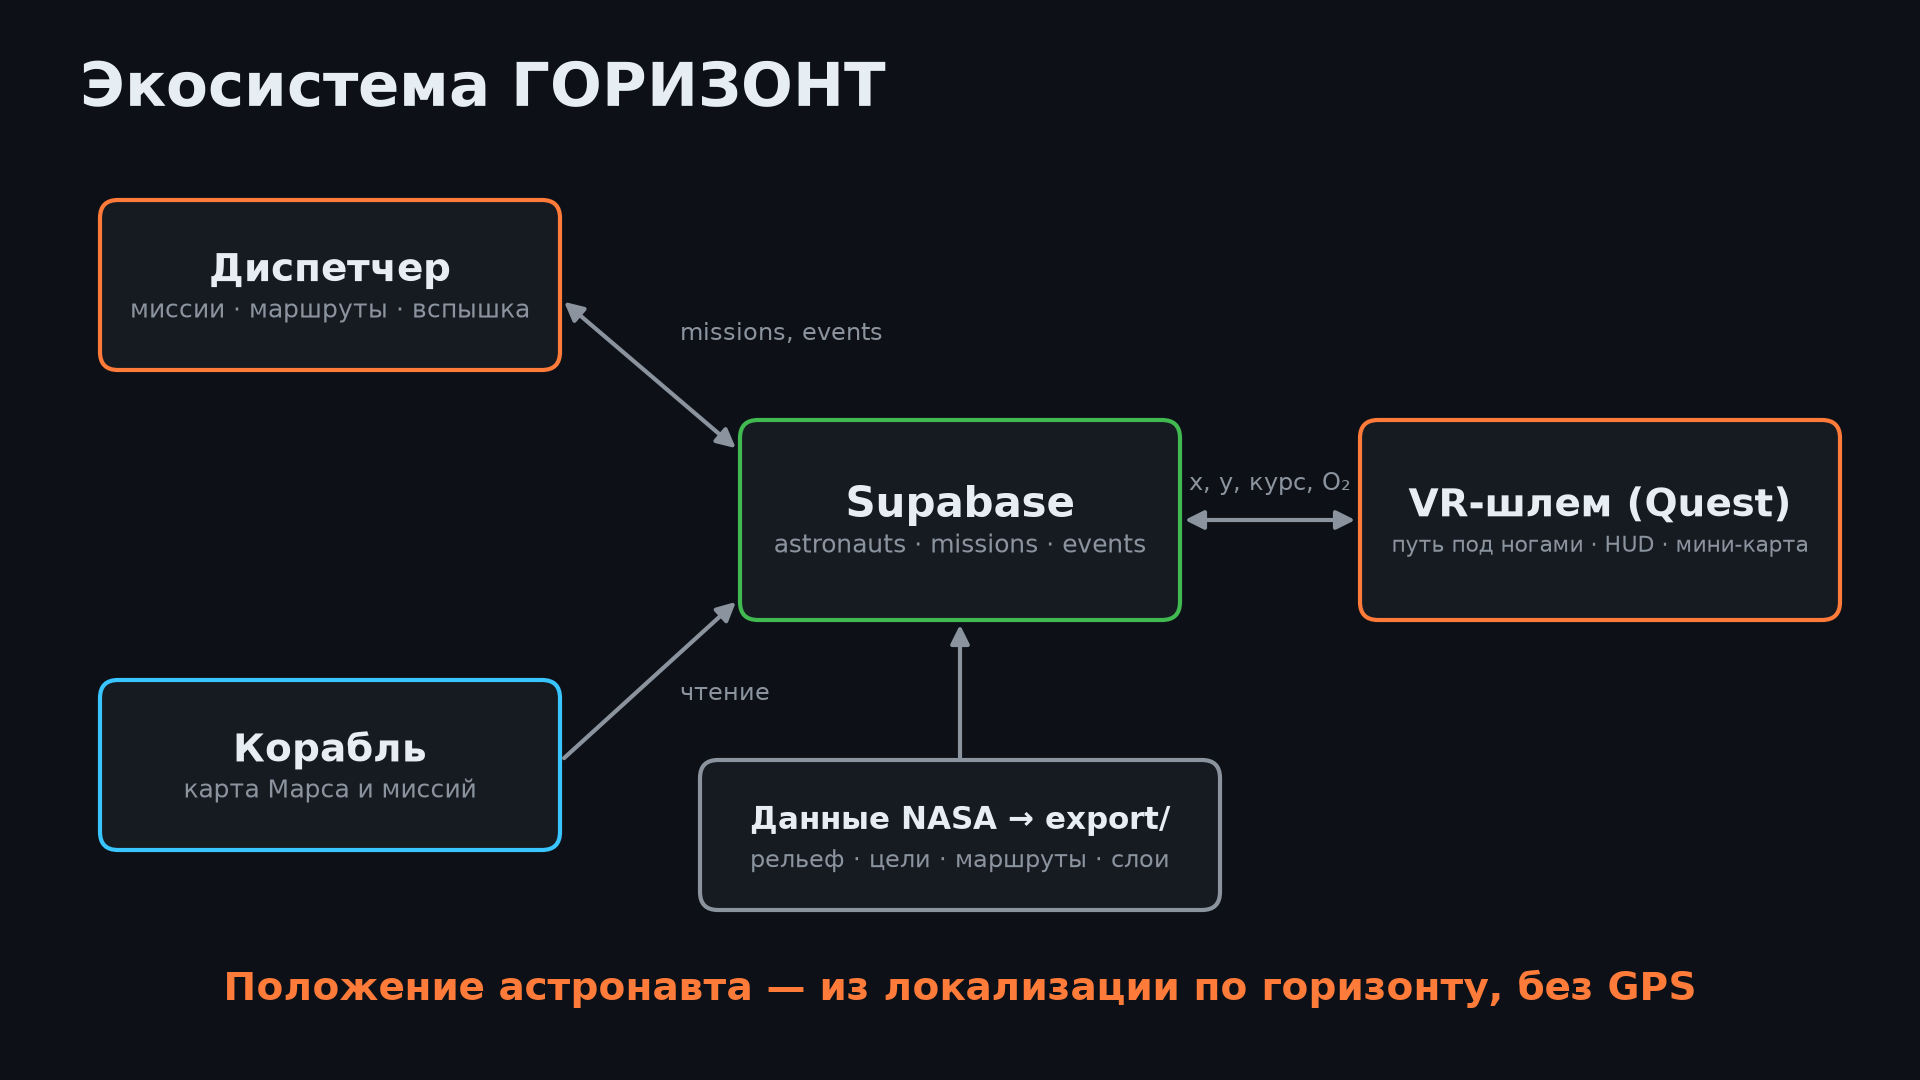 Экосистема ГОРИЗОНТ
Диспетчер
миссии · маршруты · вспышка
missions, events
Supabase
astronauts · missions · events
x, y, курс, O₂
VR-шлем (Quest)
путь под ногами · HUD · мини-карта
чтение
Корабль
карта Марса и миссий
Данные NASA → export/
рельеф · цели · маршруты · слои
Положение астронавта — из локализации по горизонту, без GPS